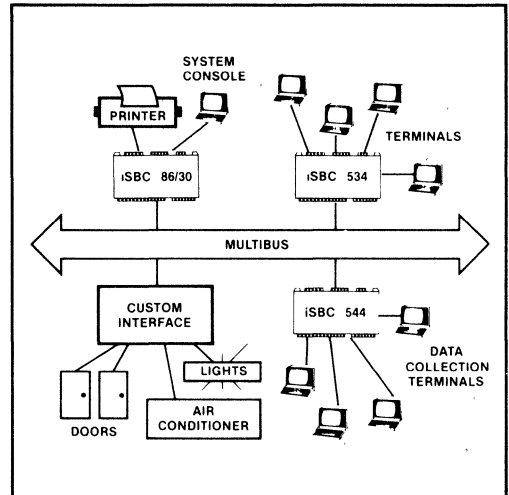 SYSTEM
CONSOLE
PRINTER
TERMINALS
iSBC 86/30
iSBC 534
MULTIBUS
CUSTOM
INTERFACE
iSBC 544
LIGHTS
DATA
COLLECTION
TERMINALS
AIR
CONDITIONER
DOORS